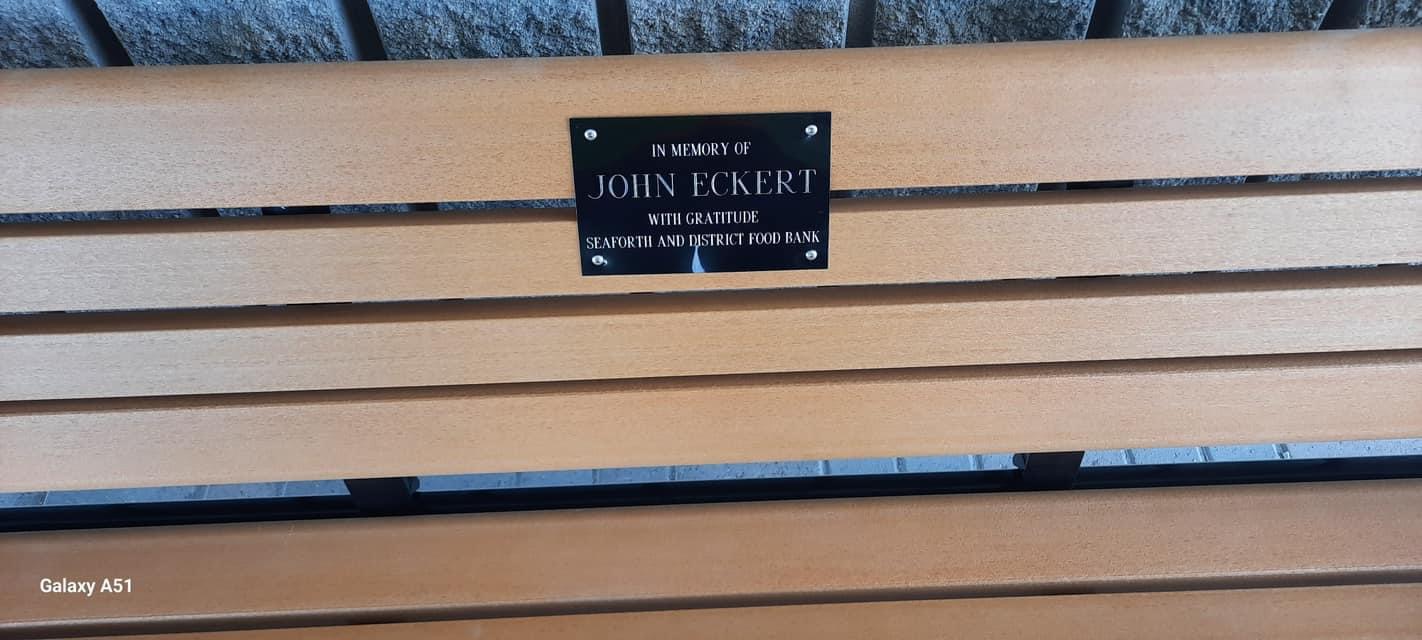 IN MEMORY OF
JOHN ECKERT
WITH GRATITUDE
SEAFORTH AND DISTRICT FOOD BANK
Galaxy A51